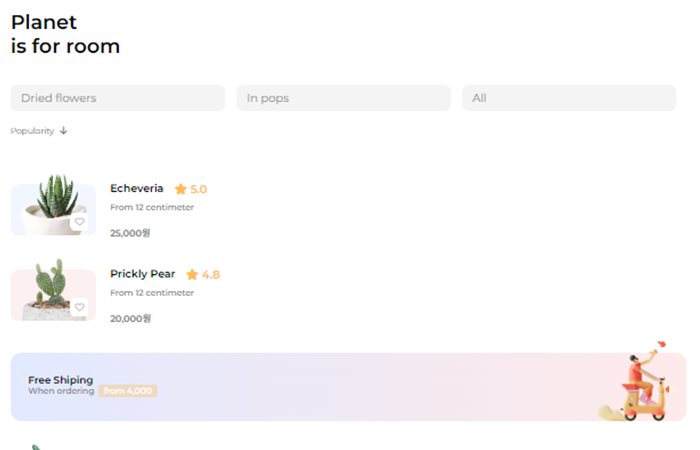 Planet
is for room
Dried flowers
In pops
All
Popularity
Echeveria 5.0
From 12 centimeter
25,000원
Prickly Pear 4.8
From 12 centimeter
20,000원
Free Shiping
When ordering from 4,000